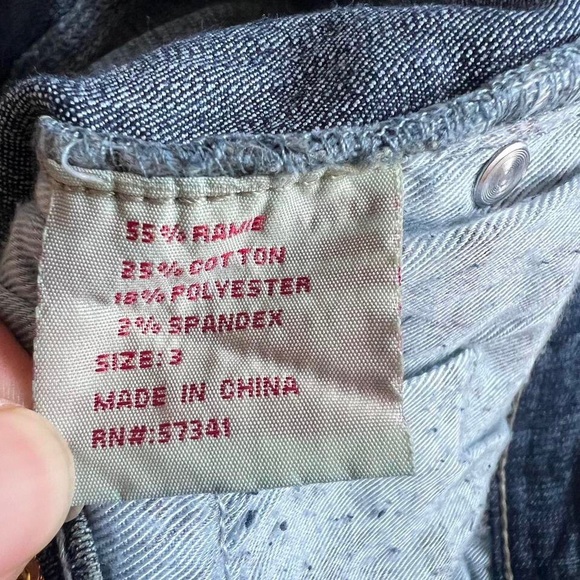 55% RAMIE
25% COTTON
18% POLYESTER
2% SPANDEX
SIZE: 3
MADE IN CHINA
RN#:57341